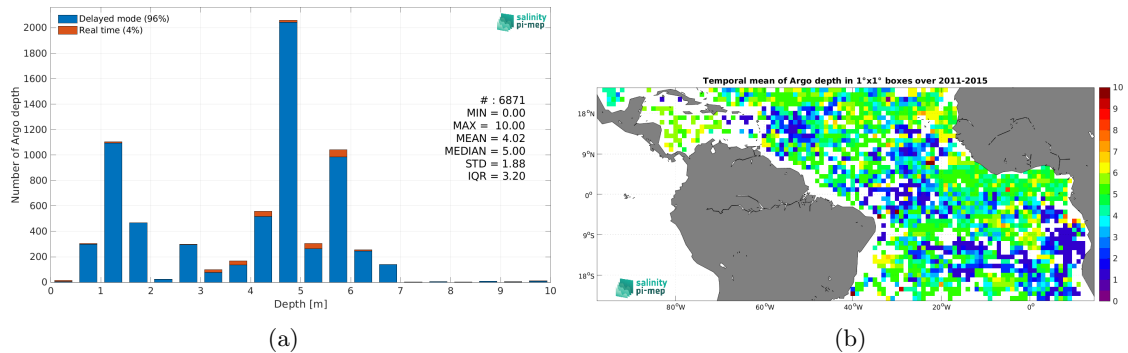 Delayed mode (96%)
Real time (4%)
salinity
pi-mep
2000
1800
1600
1400
1200
1000
800
600
400
200
0
Number of Argo depth
# : 6871
MIN = 0.00
MAX = 10.00
MEAN = 4.02
MEDIAN = 5.00
STD = 1.88
IQR = 3.20
0 1 2 3 4 5 6 7 8 9 10
Depth [m]
(a)
Temporal mean of Argo depth in 1°x1° boxes over 2011-2015
18°N
9°N
0°
9°S
18°S
80°W 60°W 40°W 20°W 0°
10
9
8
7
6
5
4
3
2
1
0
salinity
pi-mep
(b)